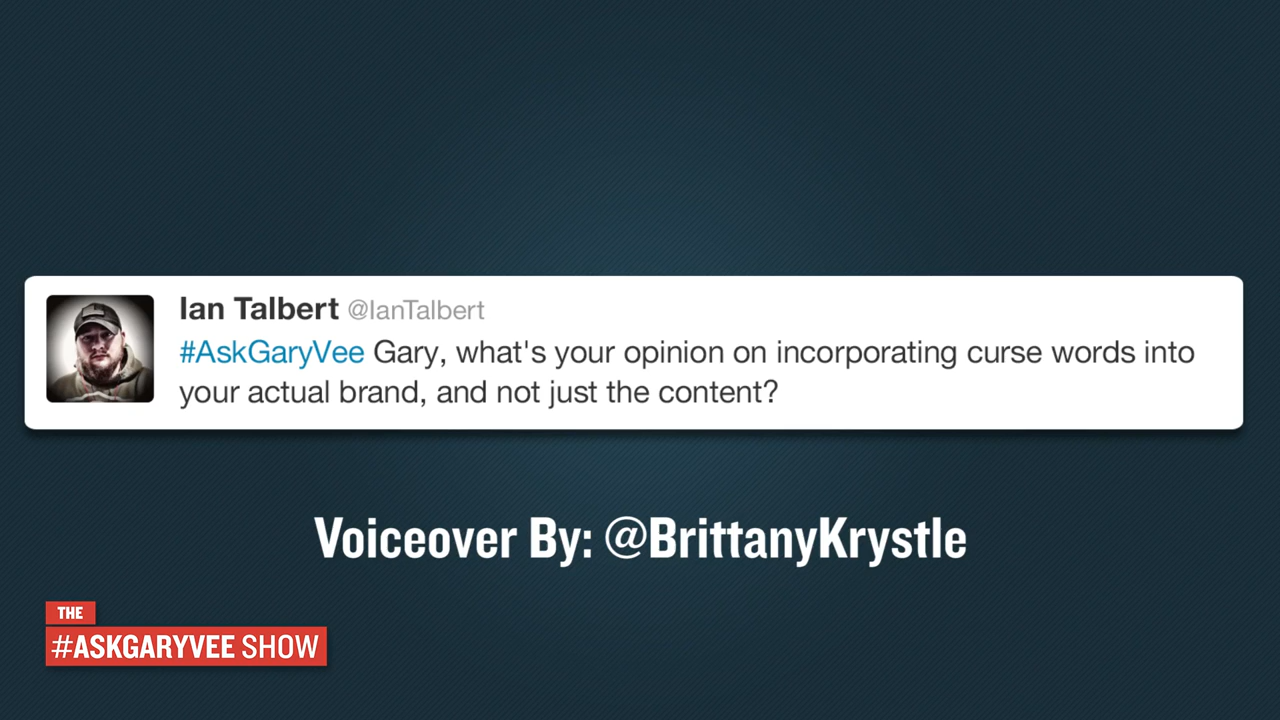 Ian Talbert @IanTalbert
#AskGaryVee Gary, what's your opinion on incorporating curse words into
your actual brand, and not just the content?
Voiceover By: @BrittanyKrystle
THE
#ASKGARYVEE SHOW